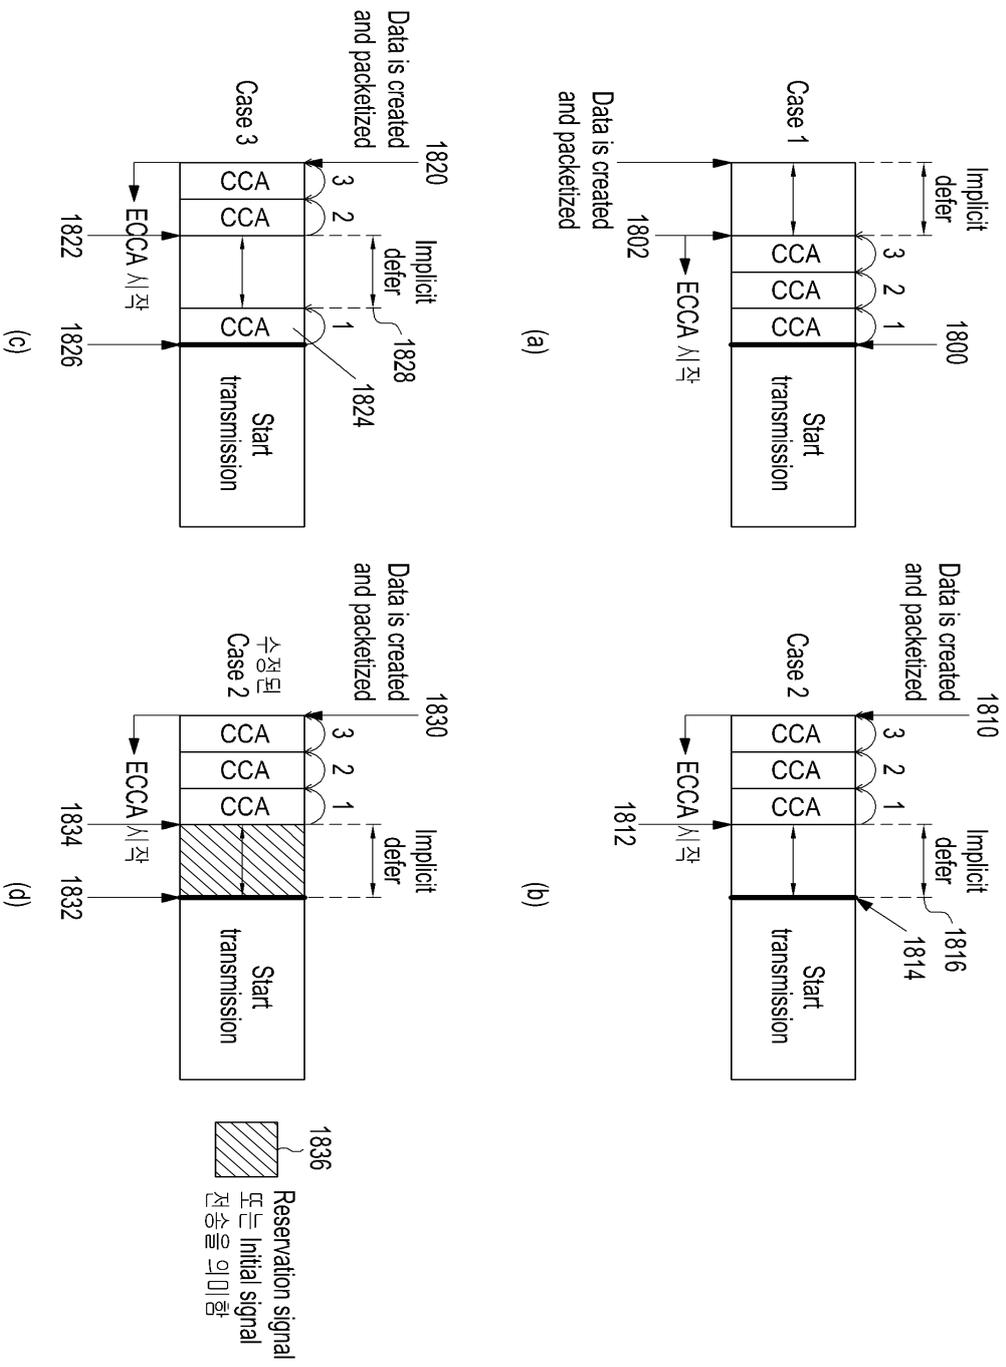 Case 1
Data is created
and packetized
1802
ECCA 시작
Implicit
defer
3
2
1
CCA
CCA
CCA
1800
Start
transmission
(a)
Data is created
and packetized
1810
Case 2
3
2
1
CCA
CCA
CCA
ECCA 시작
1812
Implicit
defer
1816
1814
Start
transmission
(b)
Data is created
and packetized
1820
Case 3
3
2
CCA
CCA
ECCA 시작
1822
Implicit
defer
1
CCA
1828
1824
1826
Start
transmission
(c)
Data is created
and packetized
1830
수정된
Case 2
3
2
1
CCA
CCA
CCA
ECCA 시작
1834
Implicit
defer
1832
Start
transmission
(d)
1836
Reservation signal
또는 Initial signal
전송을 의미함